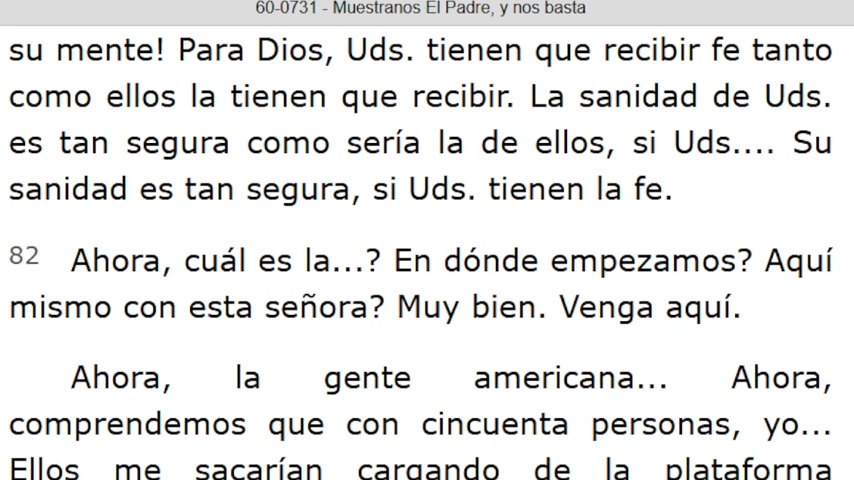 60-0731 - Muestranos El Padre, y nos basta
su mente! Para Dios, Uds. tienen que recibir fe tanto
como ellos la tienen que recibir. La sanidad de Uds.
es tan segura como sería la de ellos, si Uds.... Su
sanidad es tan segura, si Uds. tienen la fe.
82 Ahora, cuál es la...? En dónde empezamos? Aquí
mismo con esta señora? Muy bien. Venga aquí.
Ahora, la gente americana... Ahora,
comprendemos que con cincuenta personas, yo...
Ellos me sacarían cargando de la plataforma